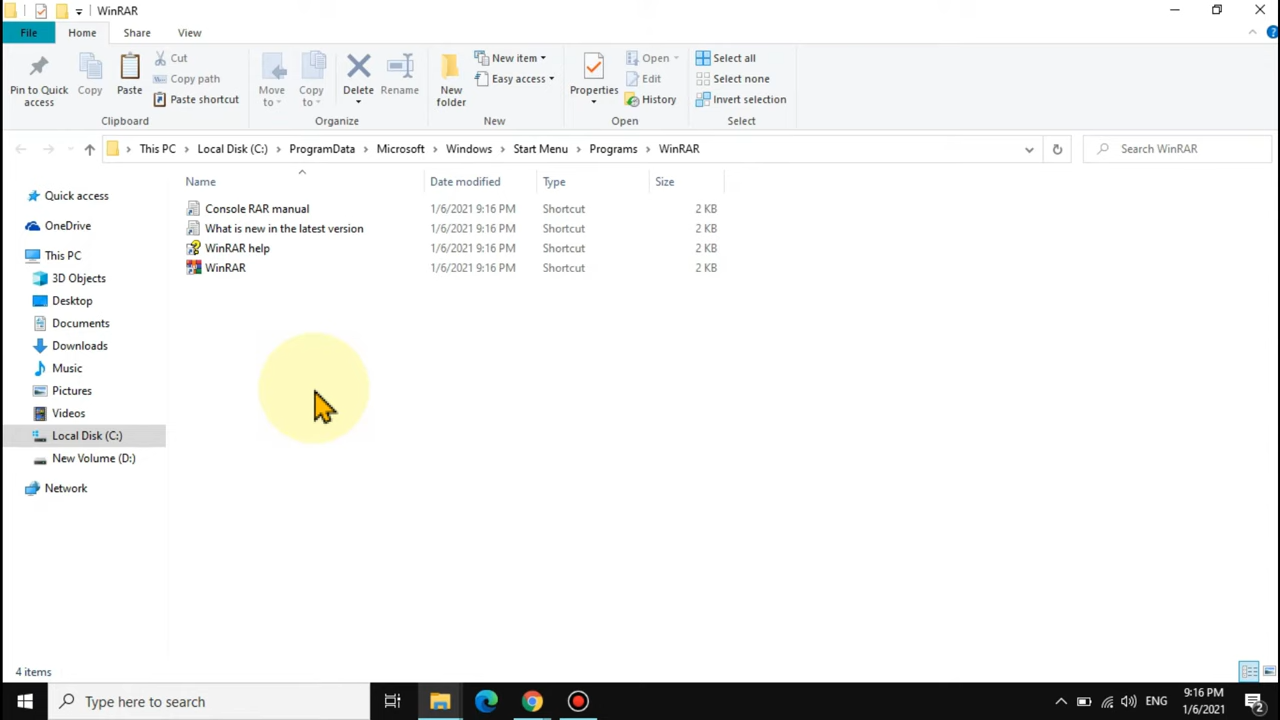 WinRAR
File Home Share View
Pin to Quick access
Copy
Paste
Cut
Copy path
Paste shortcut
Clipboard
Move to
Copy to
Delete
Rename
Organize
New folder
New item
Easy access
New
Properties
Open
Edit
History
Open
Select all
Select none
Invert selection
Select
This PC Local Disk (C:) ProgramData Microsoft Windows Start Menu Programs WinRAR
Search WinRAR
Name Date modified Type Size
Console RAR manual 1/6/2021 9:16 PM Shortcut 2 KB
What is new in the latest version 1/6/2021 9:16 PM Shortcut 2 KB
WinRAR help 1/6/2021 9:16 PM Shortcut 2 KB
WinRAR 1/6/2021 9:16 PM Shortcut 2 KB
Quick access
OneDrive
This PC
3D Objects
Desktop
Documents
Downloads
Music
Pictures
Videos
Local Disk (C:)
New Volume (D:)
Network
4 items
Type here to search
ENG
9:16 PM
1/6/2021
2